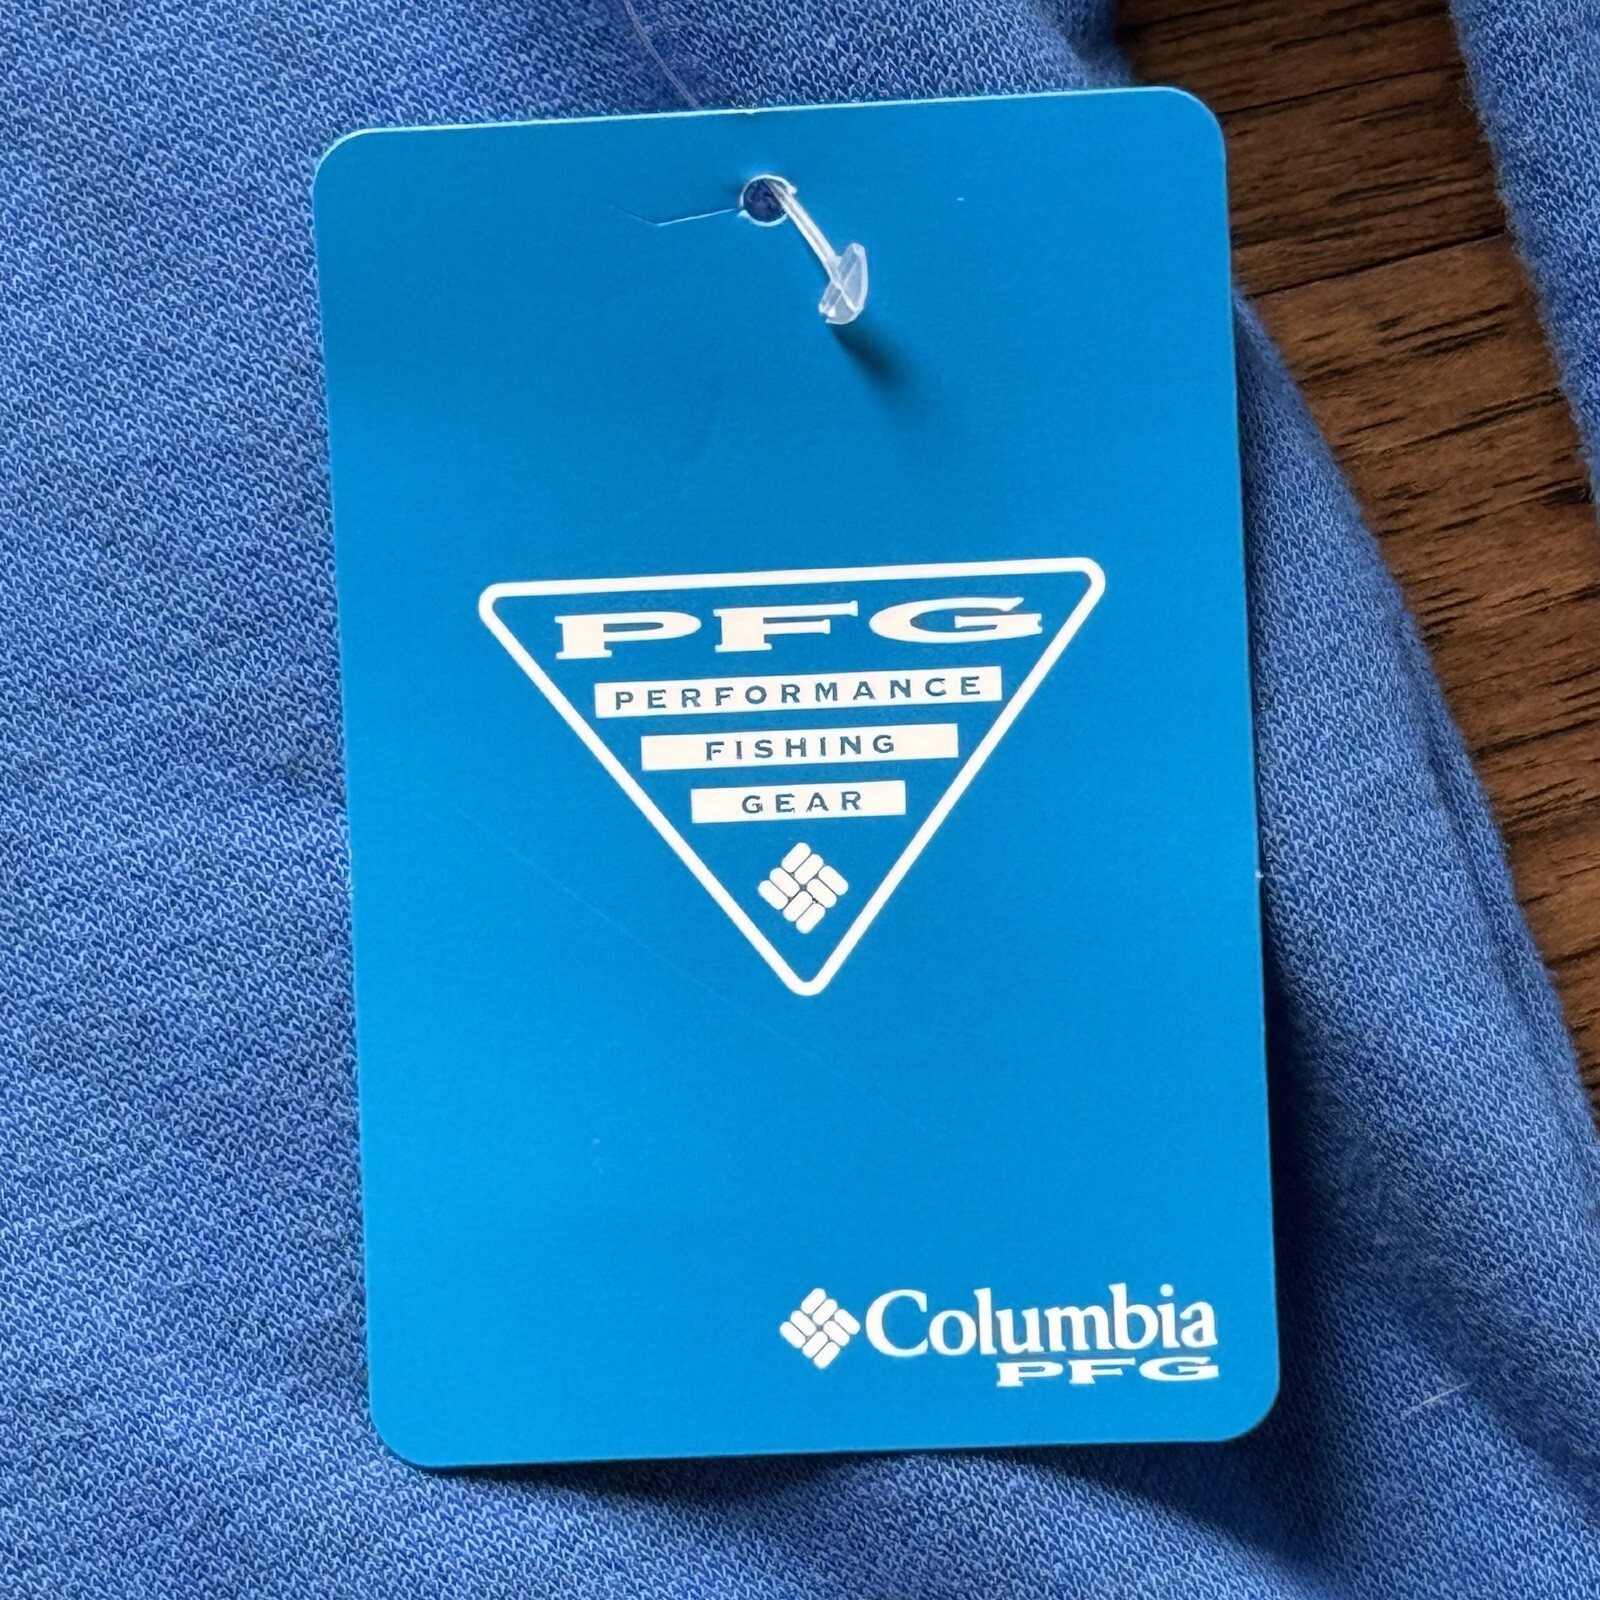 PFG
PERFORMANCE
FISHING
GEAR
Columbia
PFG